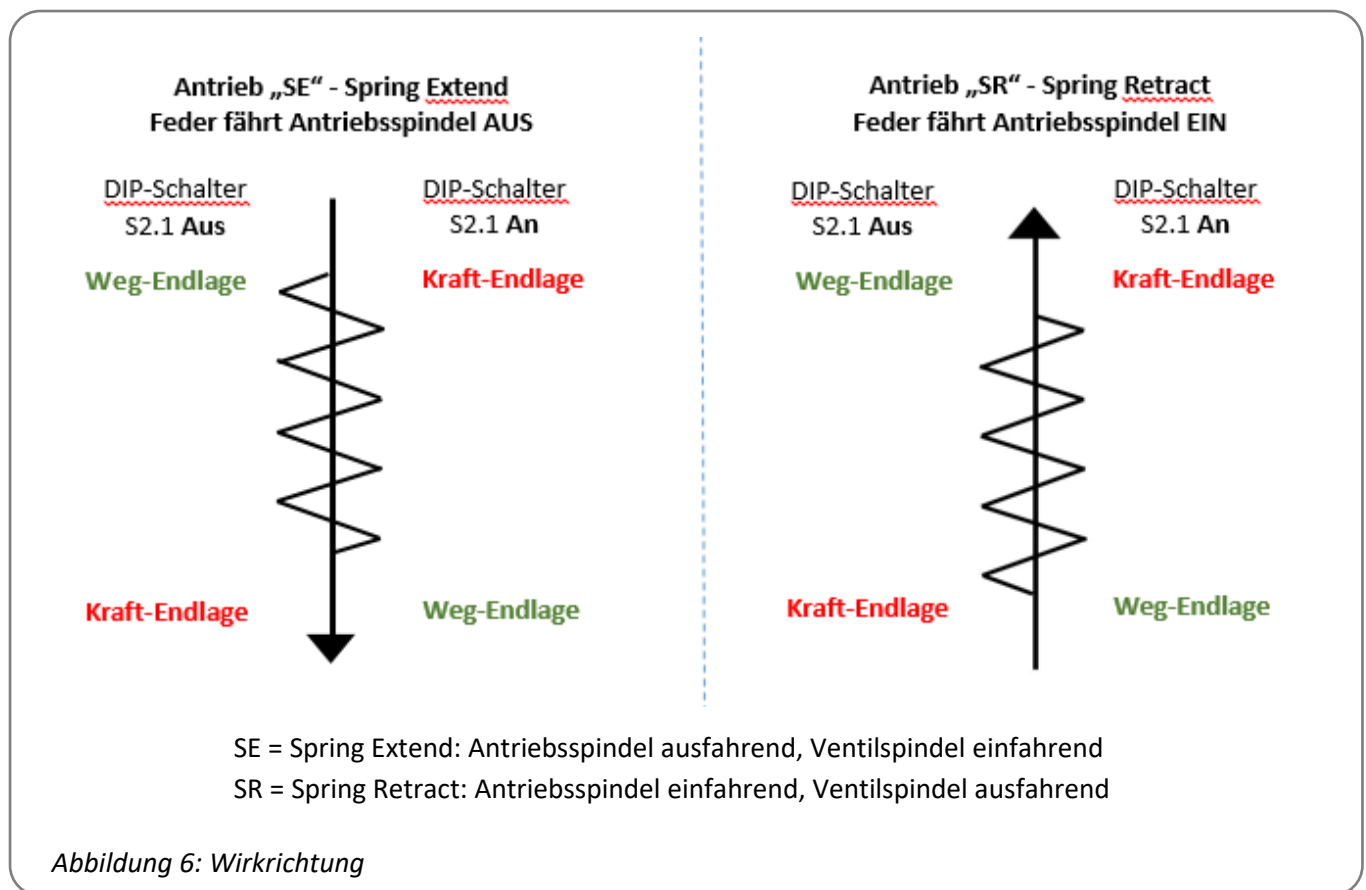 Antrieb „SE“ - Spring Extend
Feder fährt Antriebsspindel AUS
DIP-Schalter
S2.1 Aus
DIP-Schalter
S2.1 An
Weg-Endlage
Kraft-Endlage
Kraft-Endlage
Weg-Endlage
Antrieb „SR“ - Spring Retract
Feder fährt Antriebsspindel EIN
DIP-Schalter
S2.1 Aus
DIP-Schalter
S2.1 An
Weg-Endlage
Kraft-Endlage
Kraft-Endlage
Weg-Endlage
SE = Spring Extend: Antriebsspindel ausfahrend, Ventilspindel einfahrend
SR = Spring Retract: Antriebsspindel einfahrend, Ventilspindel ausfahrend
Abbildung 6: Wirkrichtung